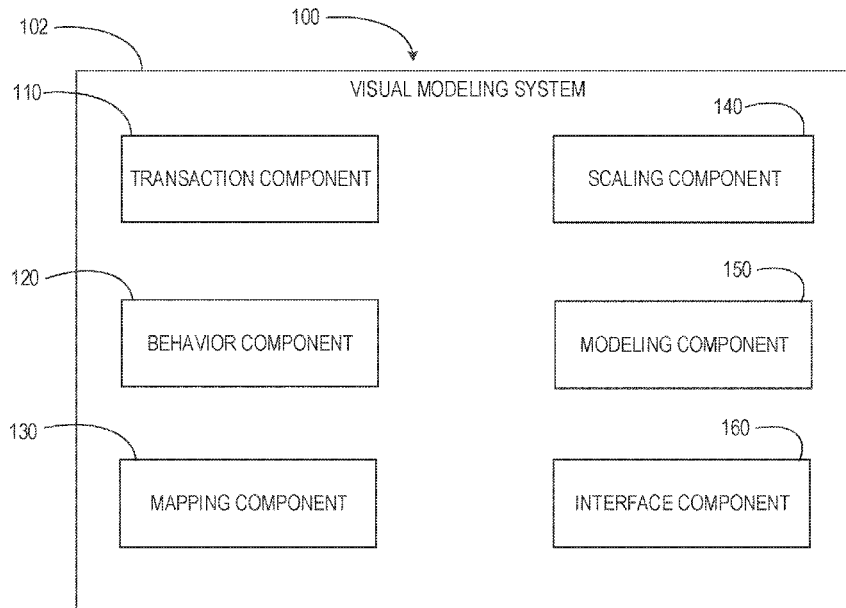 100
102
VISUAL MODELING SYSTEM
110
140
TRANSACTION COMPONENT
SCALING COMPONENT
120
150
BEHAVIOR COMPONENT
MODELING COMPONENT
130
160
MAPPING COMPONENT
INTERFACE COMPONENT